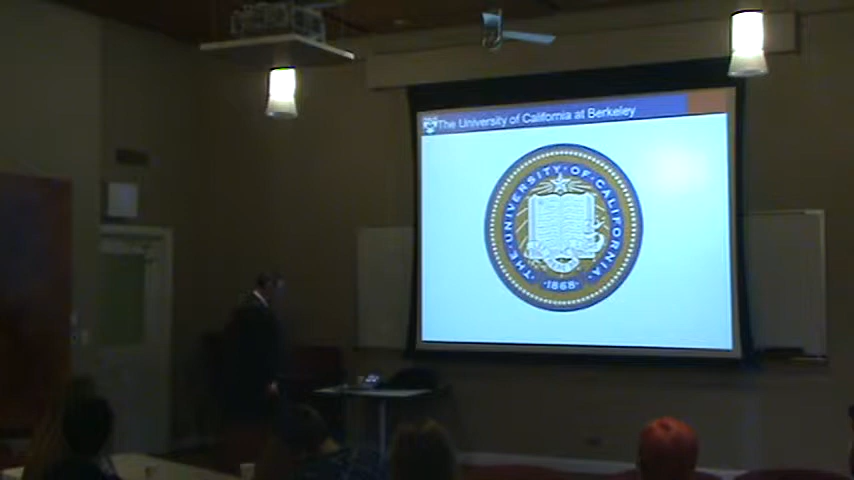 The University of California at Berkeley
·THE·UNIVERSITY·OF·CALIFORNIA·
·1868·